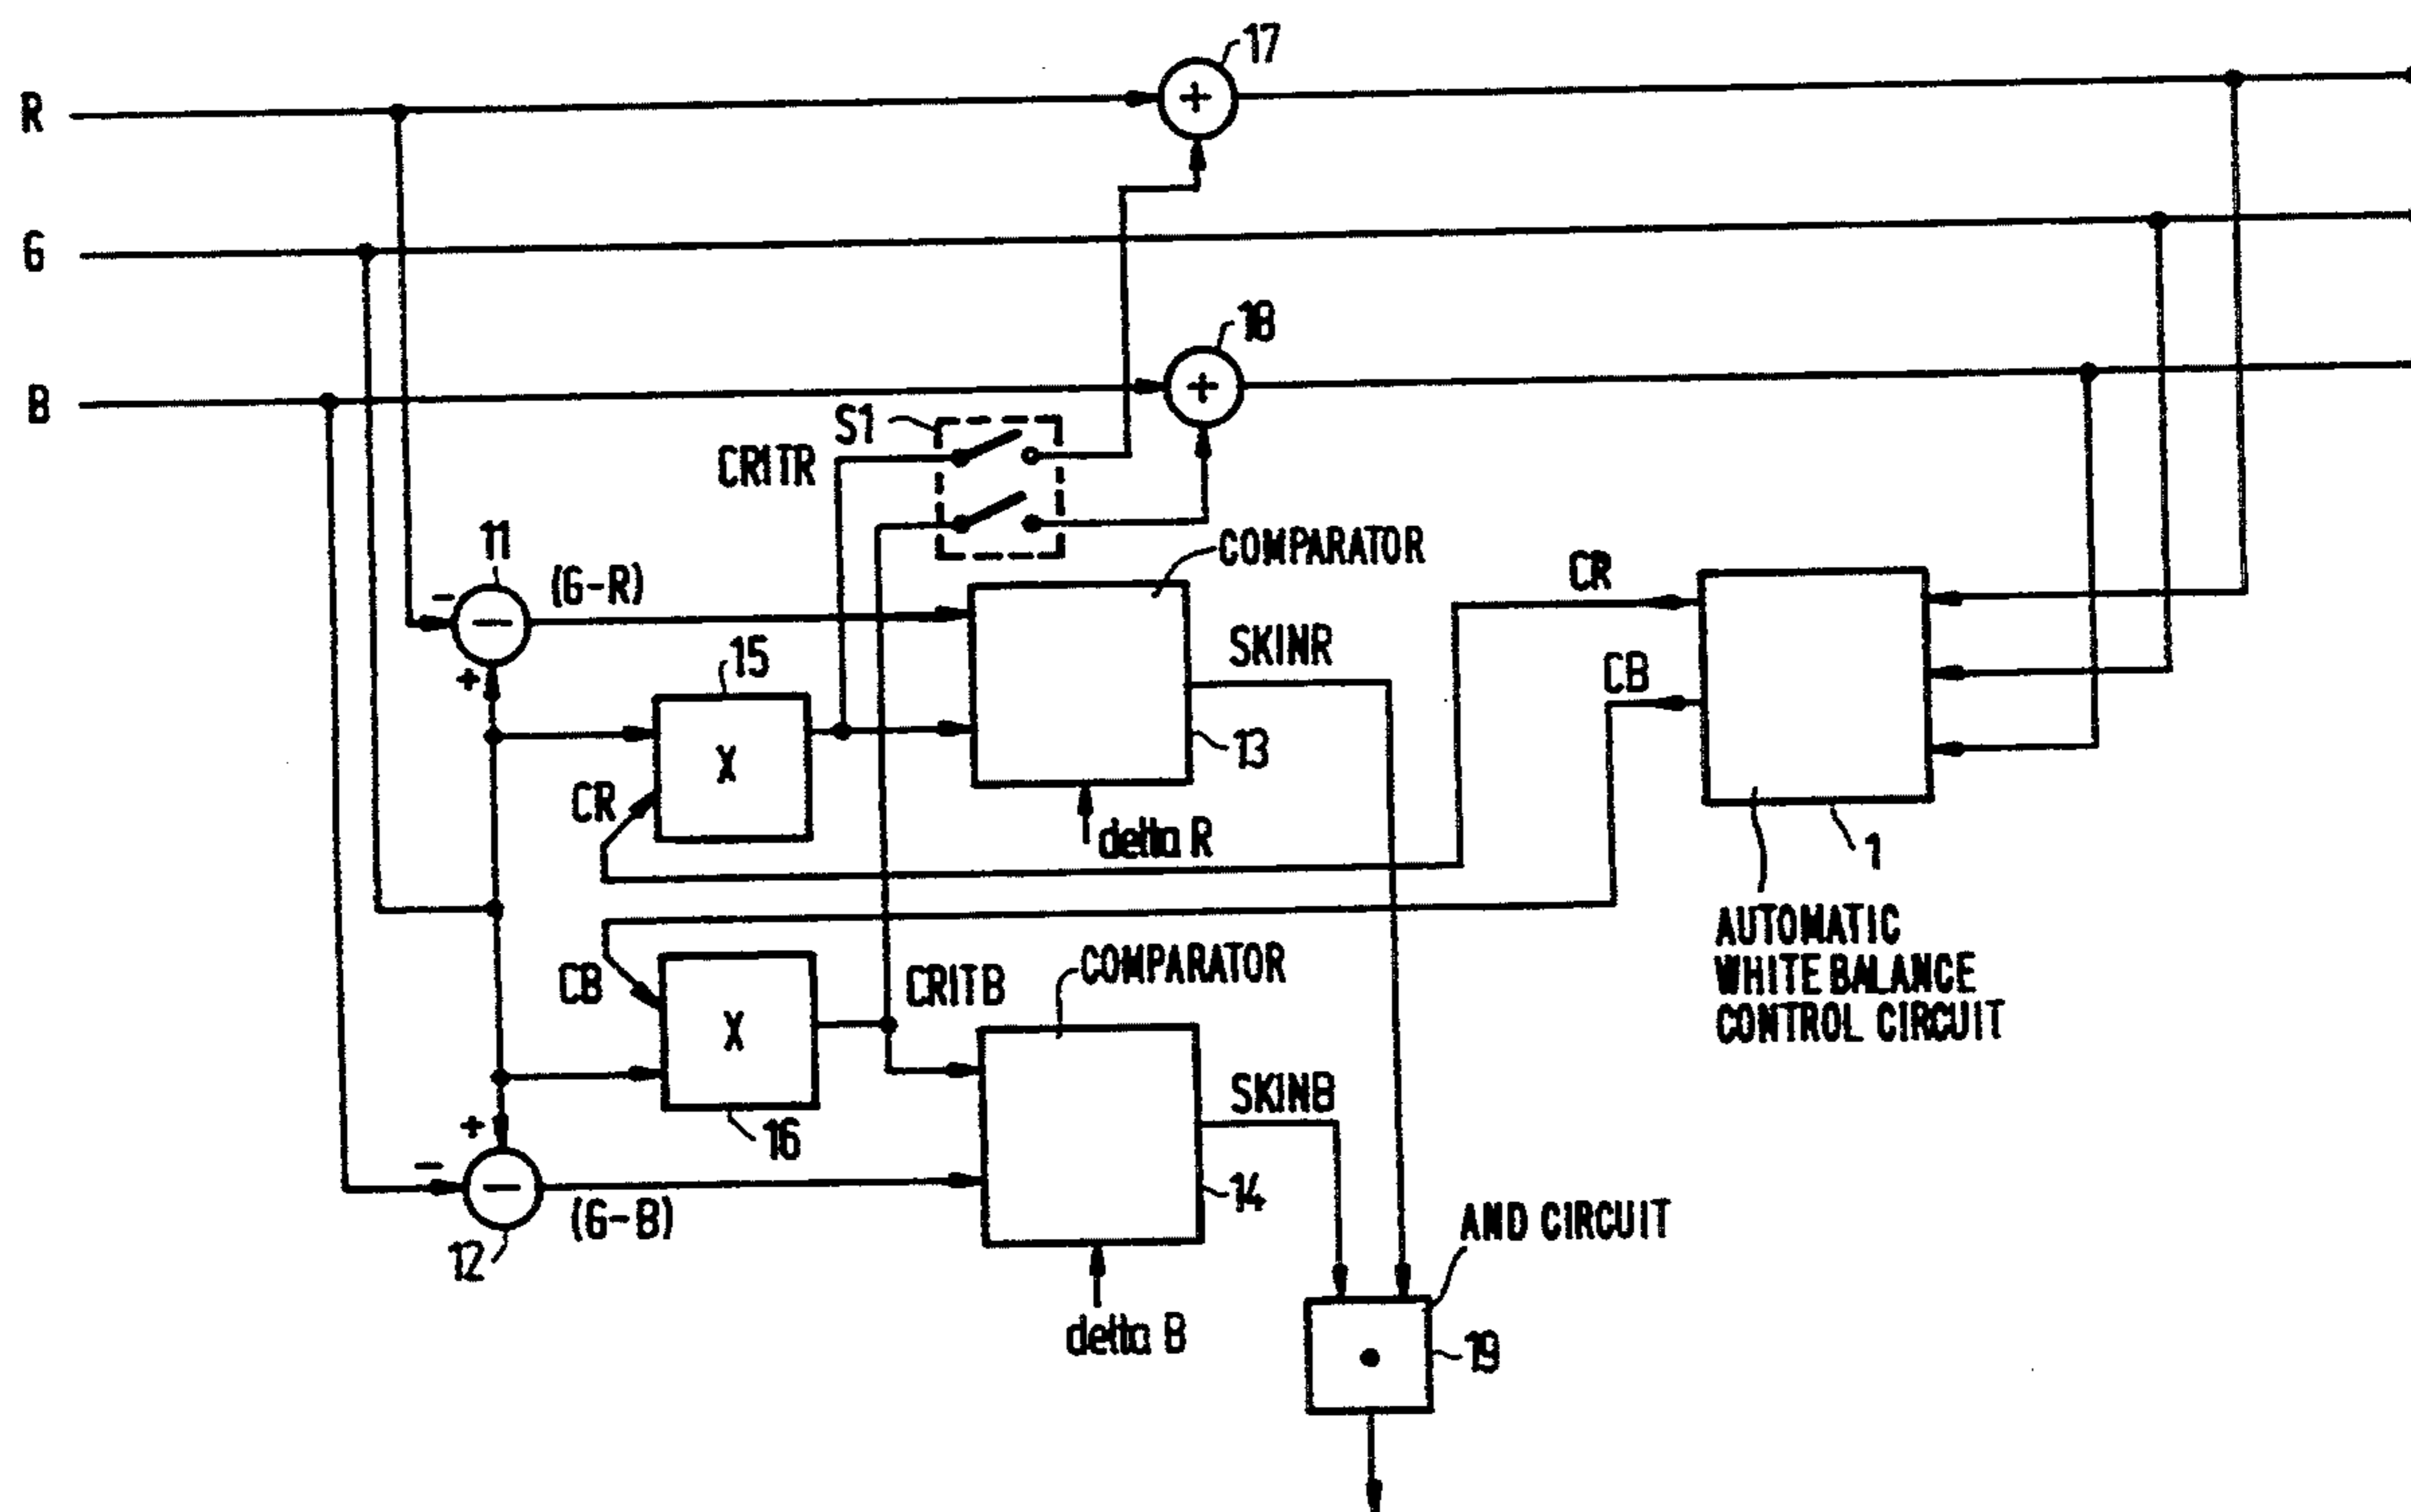 17
R
G
18
B
S1
CRITR
11
COMPARATOR
(G-R)
CR
-
-
+
15
SKINR
CB
X
13
CR
delta R
1
AUTOMATIC
WHITE BALANCE
CONTROL CIRCUIT
COMPARATOR
CB
CRITB
X
SKINB
+
16
-
-
14
(G-B)
AND CIRCUIT
12
delta B
19
+
+